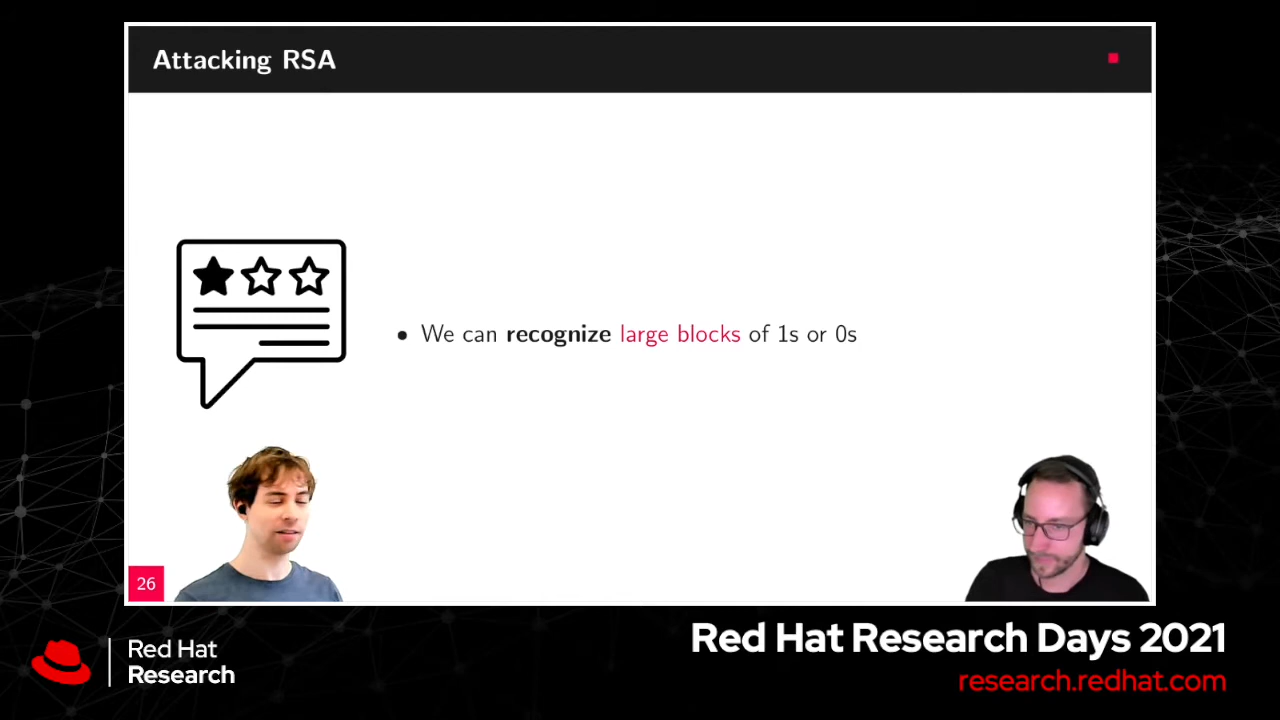 Attacking RSA
• We can recognize large blocks of 1s or 0s
26
Red Hat
Research
Red Hat Research Days 2021
research.redhat.com